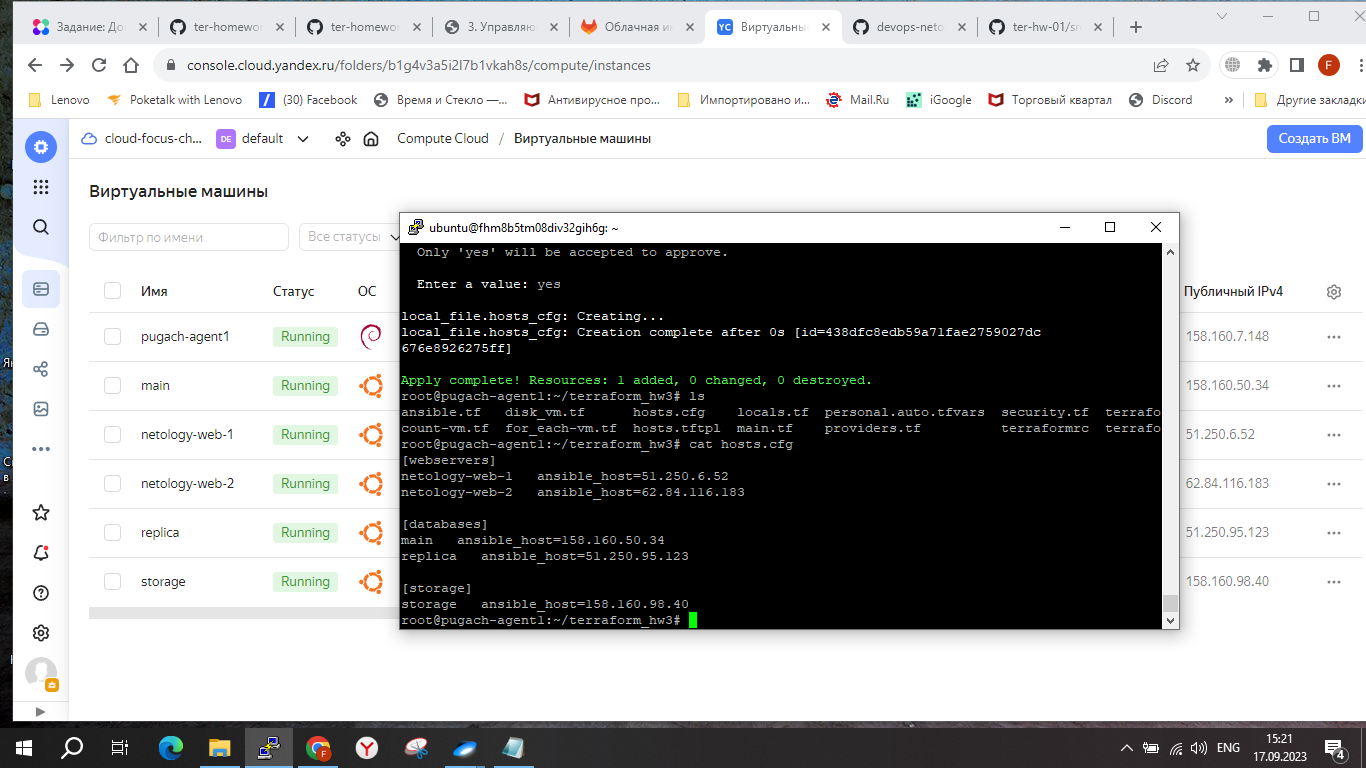 Задание: До
ter-homewor
ter-homewor
3. Управляю
Облачная ин
Виртуальны
devops-neto
ter-hw-01/sr
console.cloud.yandex.ru/folders/b1g4v3a5i2l7b1vkah8s/compute/instances
F
Lenovo
Poketalk with Lenovo
(30) Facebook
Время и Стекло —...
Антивирусное про...
Импортировано и...
Mail.Ru
iGoogle
Торговый квартал
Discord
»
Другие закладки
cloud-focus-ch...
DE
default
Compute Cloud / Виртуальные машины
Создать ВМ
Виртуальные машины
Фильтр по имени
Все статусы
Имя Статус ОС Публичный IPv4
pugach-agent1 Running 158.160.7.148
main Running 158.160.50.34
netology-web-1 Running 51.250.6.52
netology-web-2 Running 62.84.116.183
replica Running 51.250.95.123
storage Running 158.160.98.40
ubuntu@fhm8b5tm08div32gih6g: ~
Only 'yes' will be accepted to approve.
Enter a value: yes
local_file.hosts_cfg: Creating...
local_file.hosts_cfg: Creation complete after 0s [id=438dfc8edb59a71fae2759027dc
676e8926275ff]
Apply complete! Resources: 1 added, 0 changed, 0 destroyed.
root@pugach-agent1:~/terraform_hw3# ls
ansible.tf disk_vm.tf hosts.cfg locals.tf personal.auto.tfvars security.tf terrafo
count-vm.tf for_each-vm.tf hosts.tftpl main.tf providers.tf terraformrc terrafo
root@pugach-agent1:~/terraform_hw3# cat hosts.cfg
[webservers]
netology-web-1 ansible_host=51.250.6.52
netology-web-2 ansible_host=62.84.116.183
[databases]
main ansible_host=158.160.50.34
replica ansible_host=51.250.95.123
[storage]
storage ansible_host=158.160.98.40
root@pugach-agent1:~/terraform_hw3#
ENG
15:21
17.09.2023
4